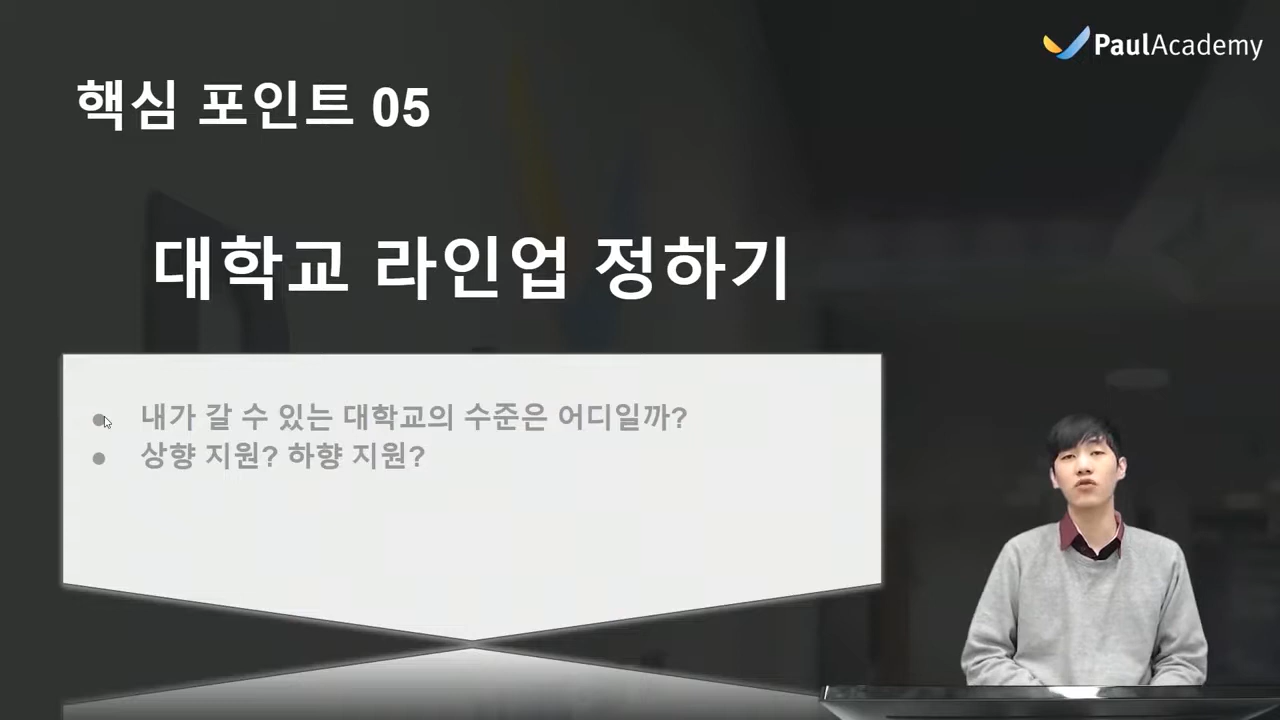 PaulAcademy
핵심 포인트 05
대학교 라인업 정하기
내가 갈 수 있는 대학교의 수준은 어디일까?
상향 지원? 하향 지원?